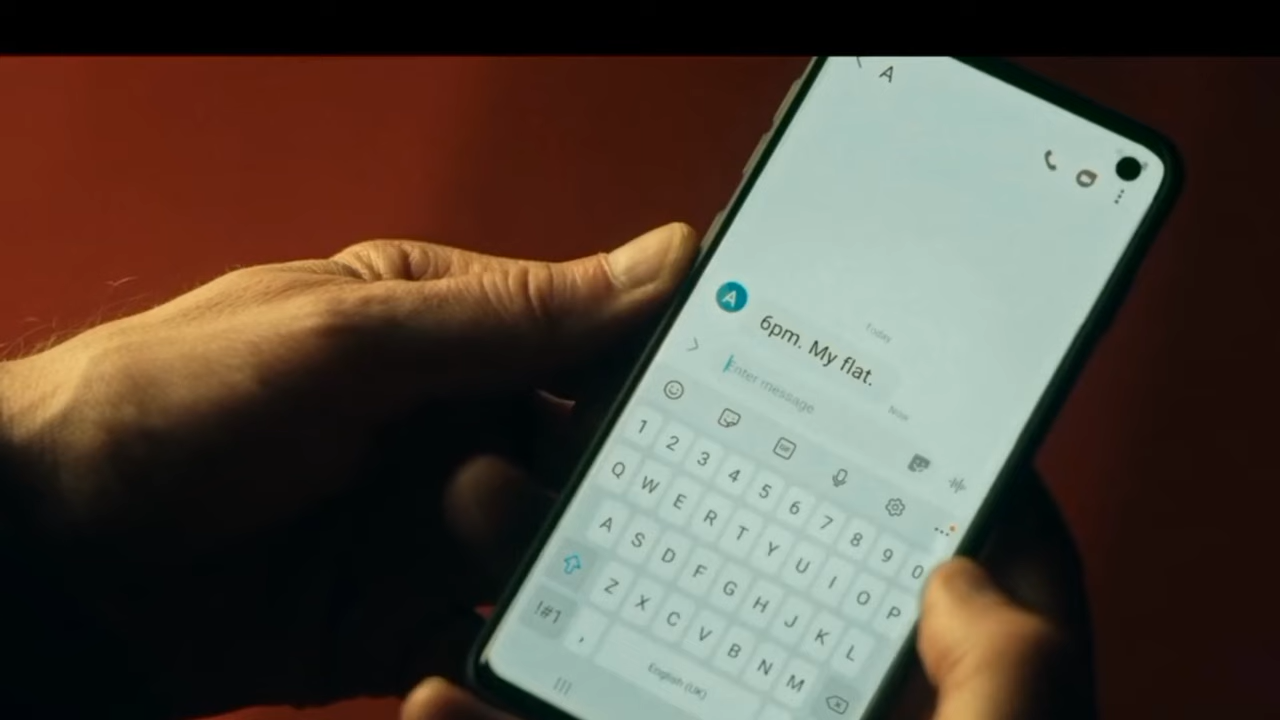 A
Today
A
6pm. My flat.
Now
Enter message
GIF
1 2 3 4 5 6 7 8 9 0
Q W E R T Y U I O P
A S D F G H J K L
Z X C V B N M
!#1 ,
English (UK)